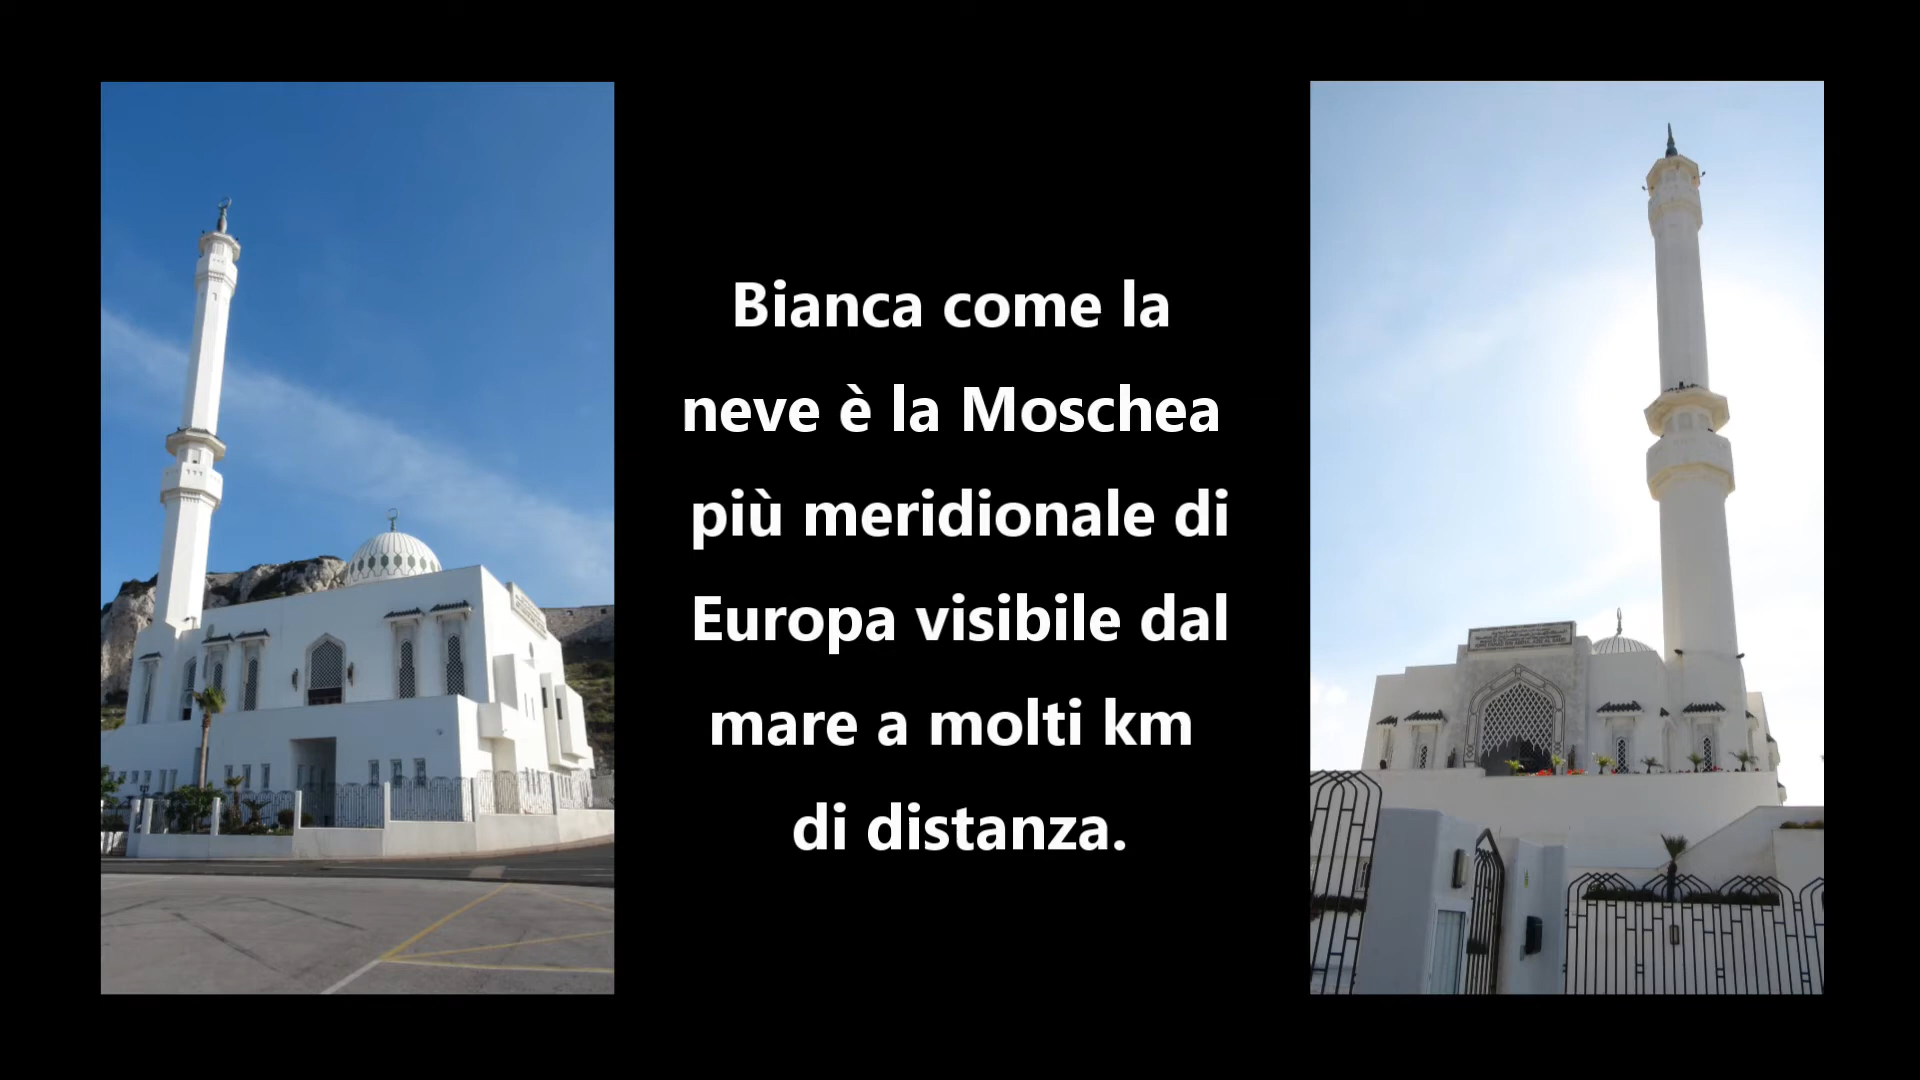 Bianca come la
neve è la Moschea
più meridionale di
Europa visibile dal
mare a molti km
di distanza.